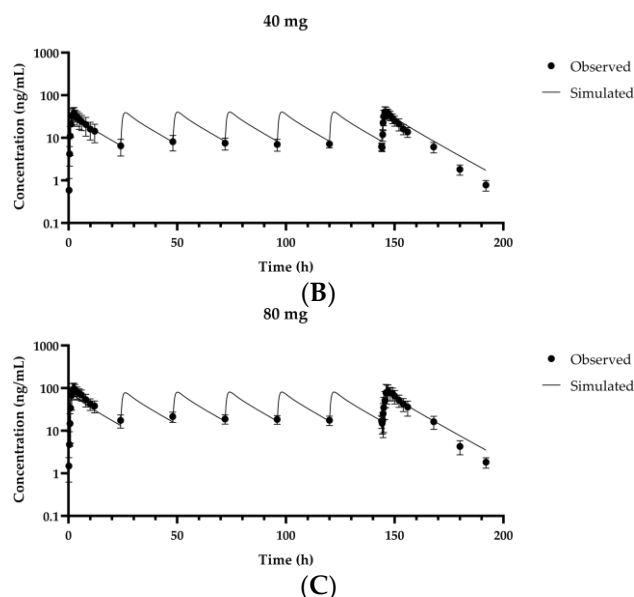 40 mg
1000
100
10
1
0.1
Concentration (ng/mL)
0
50
100
150
200
Time (h)
Observed
Simulated
(B)
80 mg
1000
100
10
1
0.1
Concentration (ng/mL)
0
50
100
150
200
Time (h)
Observed
Simulated
(C)